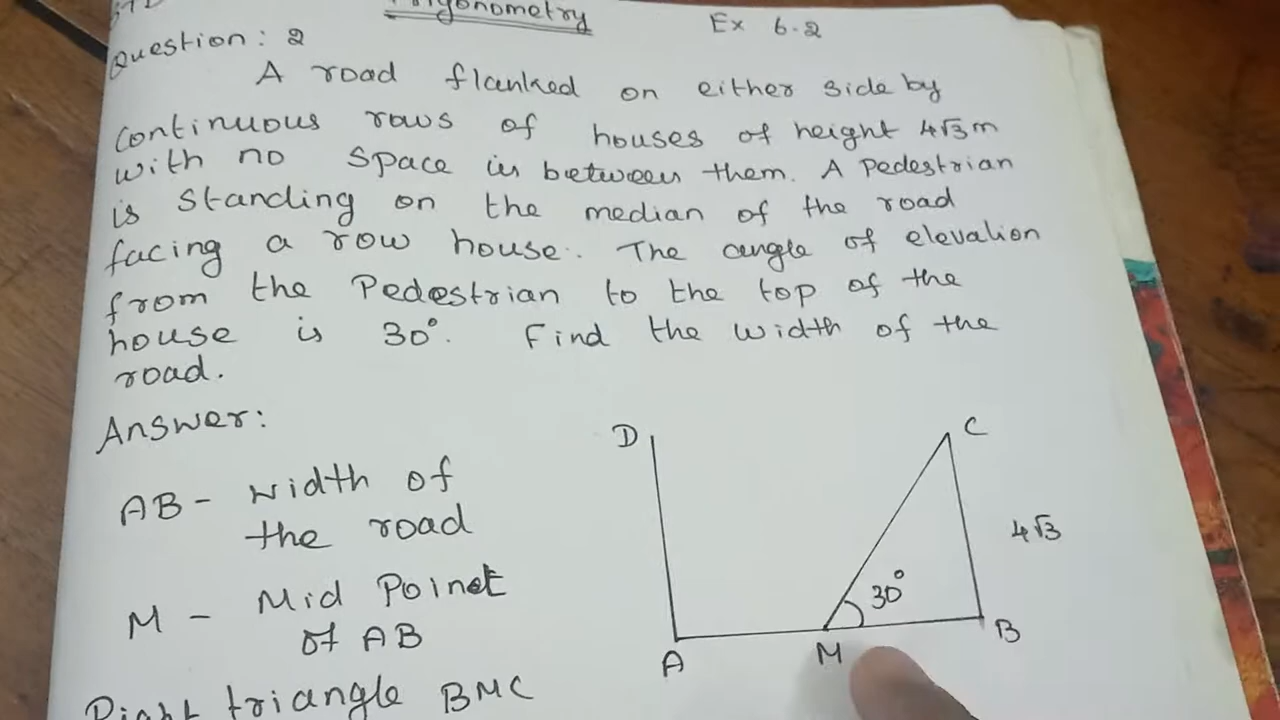 Trigonometry Ex 6.2
Question: 2
A road flanked on either side by
continuous rows of houses of height 4√3 m
with no space in between them. A Pedestrian
is standing on the median of the road
facing a row house. The angle of elevation
from the Pedestrian to the top of the
house is 30°. Find the width of the
road.
Answer:
AB - Width of
the road
M - Mid Poinet
of AB
Right triangle BMC
D
C
4√3
30°
A
M
B